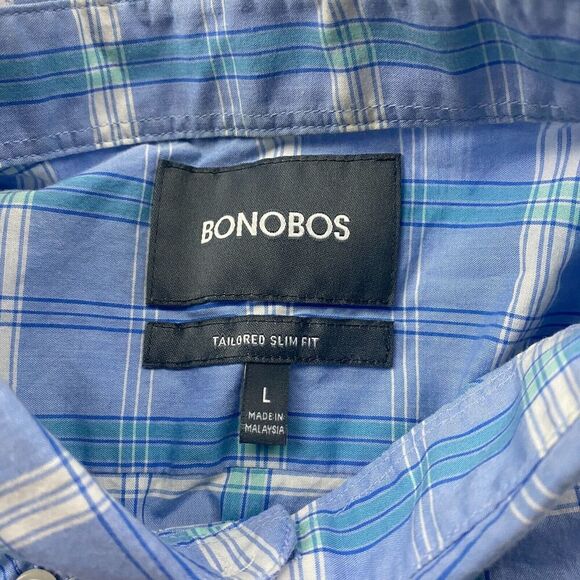 BONOBOS
TAILORED SLIM FIT
L
MADE IN
MALAYSIA